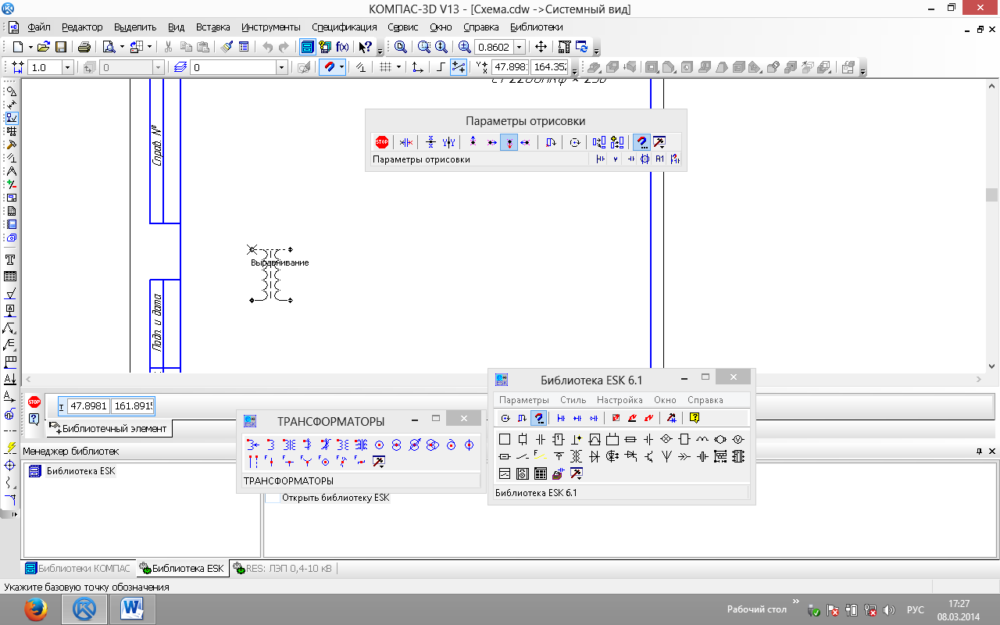 КОМПАС-3D V13 - [Схема.cdw ->Системный вид]
Файл Редактор Выделить Вид Вставка Инструменты Спецификация Сервис Окно Справка Библиотеки
f(x) 0.8602
1.0 0 0 47.8981 164.352
Параметры отрисовки
STOP
Параметры отрисовки R1
Справ. №
Выравнивание
Подп. и дата
Библиотека ESK 6.1
Параметры Стиль Настройка Окно Справка
Библиотека ESK 6.1
STOP 47.8981 161.8915
Библиотечный элемент
ТРАНСФОРМАТОРЫ
ТРАНСФОРМАТОРЫ
Менеджер библиотек
Библиотека ESK
Открыть библиотеку ESK
Библиотеки КОМПАС Библиотека ESK RES: ЛЭП 0,4-10 кВ
Укажите базовую точку обозначения
Рабочий стол РУС 17:27
08.03.2014